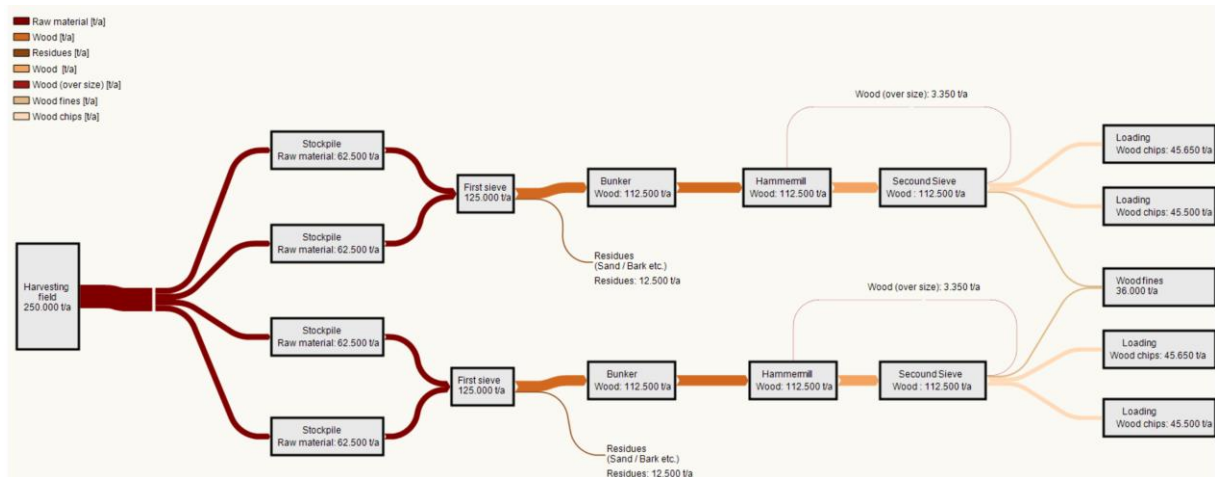 Raw material [t/a]
Wood [t/a]
Residues [t/a]
Wood [t/a]
Wood (over size) [t/a]
Wood fines [t/a]
Wood chips [t/a]
Harvesting
field
250.000 t/a
Stockpile
Raw material: 62.500 t/a
Stockpile
Raw material: 62.500 t/a
Stockpile
Raw material: 62.500 t/a
Stockpile
Raw material: 62.500 t/a
First sieve
125.000 t/a
Residues
(Sand / Bark etc.)
Residues: 12.500 t/a
Bunker
Wood: 112.500 t/a
Hammermill
Wood: 112.500 t/a
Secound Sieve
Wood : 112.500 t/a
Wood (over size): 3.350 t/a
First sieve
125.000 t/a
Residues
(Sand / Bark etc.)
Residues: 12.500 t/a
Bunker
Wood: 112.500 t/a
Hammermill
Wood: 112.500 t/a
Secound Sieve
Wood : 112.500 t/a
Wood (over size): 3.350 t/a
Loading
Wood chips: 45.650 t/a
Loading
Wood chips: 45.500 t/a
Wood fines
36.000 t/a
Loading
Wood chips: 45.650 t/a
Loading
Wood chips: 45.500 t/a